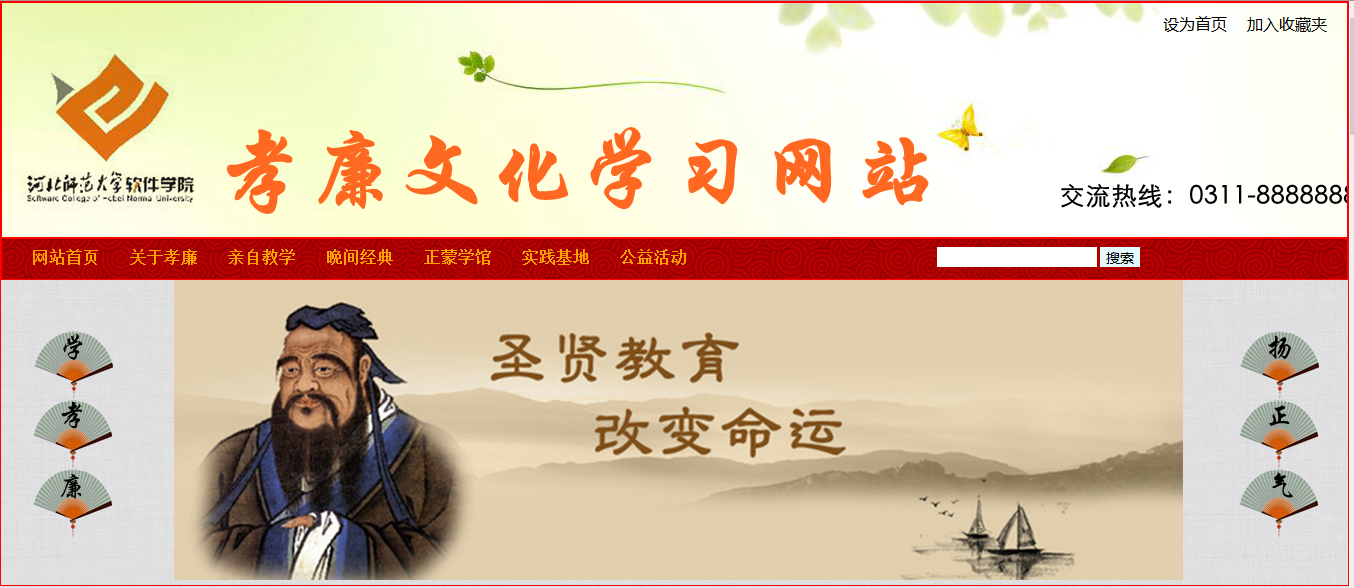 设为首页 加入收藏夹
河北师范大学软件学院
Software College of Hebei Normal University
孝廉文化学习网站
交流热线：0311-8888888
网站首页 关于孝廉 亲自教学 晚间经典 正蒙学馆 实践基地 公益活动
搜索
圣贤教育
改变命运
学
孝
廉
扬
正
气